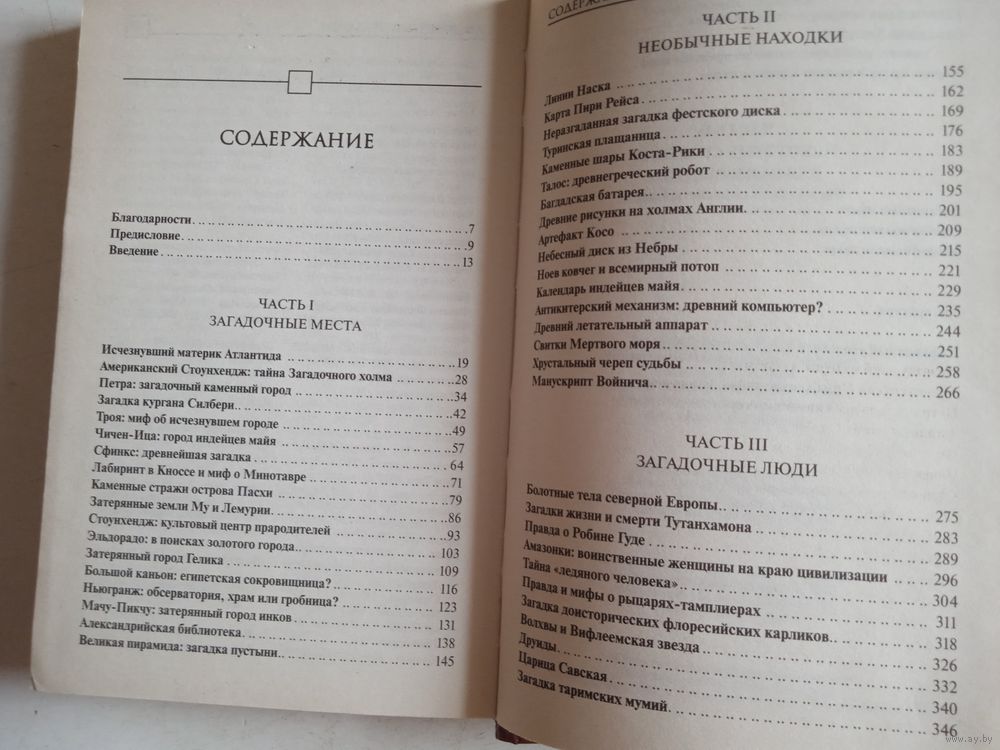 СОДЕРЖАНИЕ
Благодарности 7
Предисловие 9
Введение 13
ЧАСТЬ I
ЗАГАДОЧНЫЕ МЕСТА
Исчезнувший материк Атлантида 19
Американский Стоунхендж: тайна Загадочного холма 28
Петра: загадочный каменный город 34
Загадка кургана Силбери 42
Троя: миф об исчезнувшем городе 49
Чичен-Ица: город индейцев майя 57
Сфинкс: древнейшая загадка 64
Лабиринт в Кноссе и миф о Минотавре 71
Каменные стражи острова Пасхи 79
Затерянные земли Му и Лемурии 86
Стоунхендж: культовый центр прародителей 93
Эльдорадо: в поисках золотого города 103
Затерянный город Гелика 109
Большой каньон: египетская сокровищница? 116
Ньюгранж: обсерватория, храм или гробница? 123
Мачу-Пикчу: затерянный город инков 131
Александрийская библиотека 138
Великая пирамида: загадка пустыни 145
ЧАСТЬ II
НЕОБЫЧНЫЕ НАХОДКИ
Линии Наска 155
Карта Пири Рейса 162
Неразгаданная загадка фестского диска 169
Туринская плащаница 176
Каменные шары Коста-Рики 183
Талос: древнегреческий робот 189
Багдадская батарея 195
Древние рисунки на холмах Англии 201
Артефакт Косо 209
Небесный диск из Небры 215
Ноев ковчег и всемирный потоп 221
Календарь индейцев майя 229
Антикитерский механизм: древний компьютер? 235
Древний летательный аппарат 244
Свитки Мертвого моря 251
Хрустальный череп судьбы 258
Манускрипт Войнича 266
ЧАСТЬ III
ЗАГАДОЧНЫЕ ЛЮДИ
Болотные тела северной Европы 275
Загадки жизни и смерти Тутанхамона 283
Правда о Робине Гуде 289
Амазонки: воинственные женщины на краю цивилизации 296
Тайна «ледяного человека» 304
Правда и мифы о рыцарях-тамплиерах 311
Загадка доисторических флоресийских карликов 318
Волхвы и Вифлеемская звезда 326
Друиды 332
Царица Савская 340
Загадка таримских мумий 346
www.ay.by